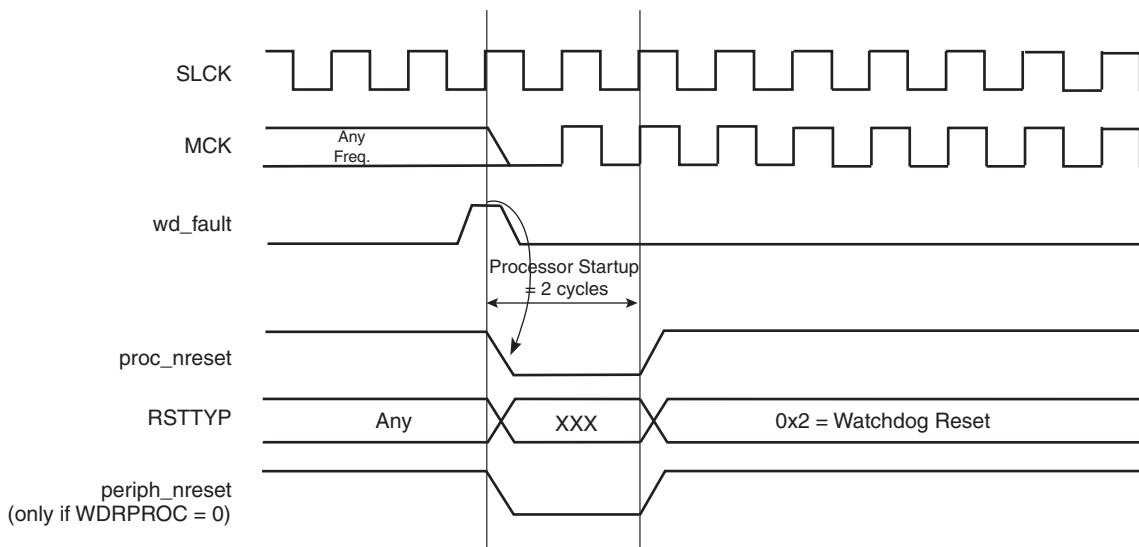 SLCK
MCK
Any
Freq.
wd_fault
Processor Startup
= 2 cycles
proc_nreset
RSTTYP
Any
XXX
0x2 = Watchdog Reset
periph_nreset
(only if WDRPROC = 0)